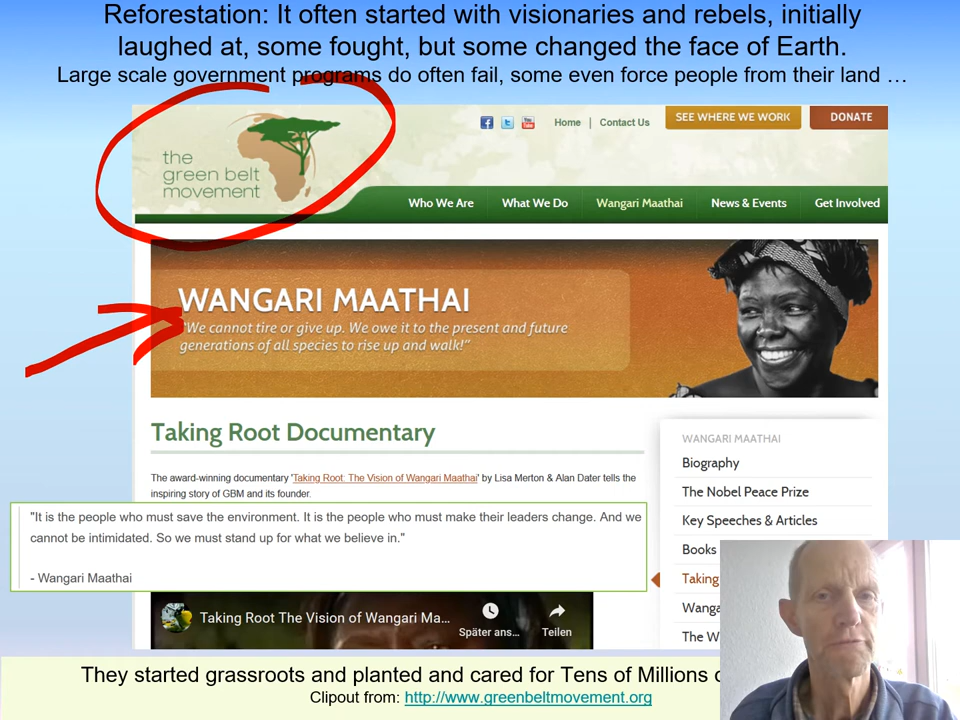 Reforestation: It often started with visionaries and rebels, initially
laughed at, some fought, but some changed the face of Earth.
Large scale government programs do often fail, some even force people from their land …
the
green belt
movement
Home | Contact Us
SEE WHERE WE WORK
DONATE
Who We Are
What We Do
Wangari Maathai
News & Events
Get Involved
WANGARI MAATHAI
"We cannot tire or give up. We owe it to the present and future
generations of all species to rise up and walk!"
Taking Root Documentary
The award-winning documentary 'Taking Root: The Vision of Wangari Maathai' by Lisa Merton & Alan Dater tells the
inspiring story of GBM and its founder.
"It is the people who must save the environment. It is the people who must make their leaders change. And we
cannot be intimidated. So we must stand up for what we believe in."
- Wangari Maathai
Taking Root The Vision of Wangari Ma...
Später ans...
Teilen
WANGARI MAATHAI
Biography
The Nobel Peace Prize
Key Speeches & Articles
Books
Taking
Wanga
The W
They started grassroots and planted and cared for Tens of Millions
Clipout from: http://www.greenbeltmovement.org